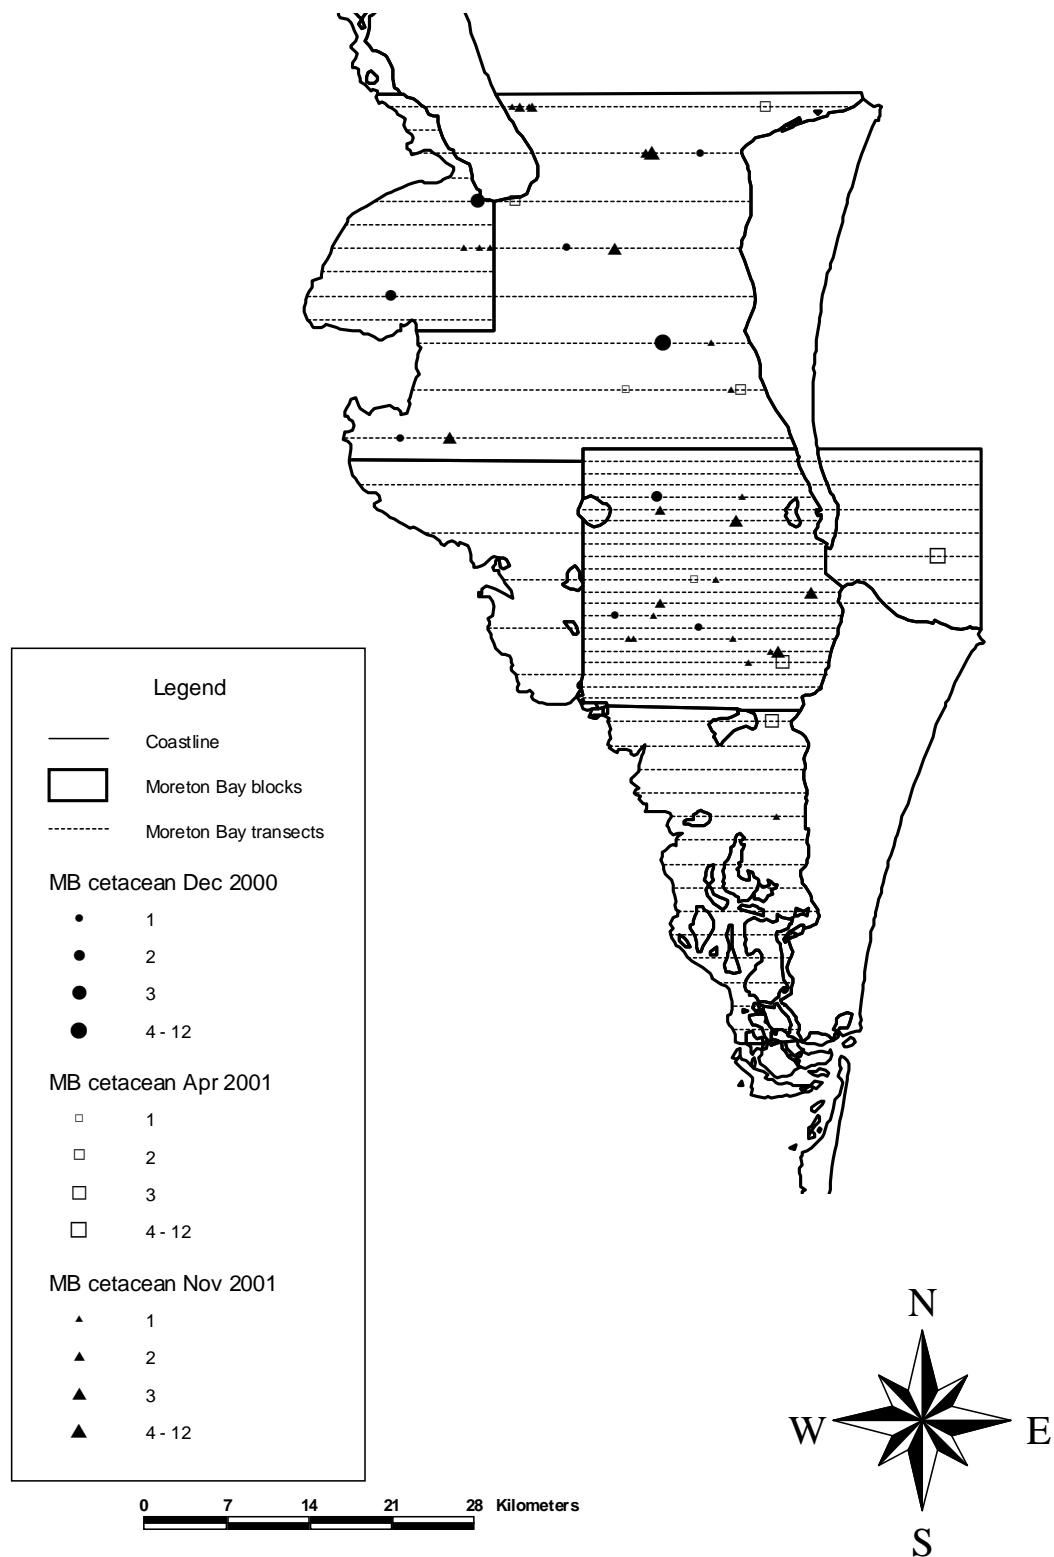 Legend
Coastline
Moreton Bay blocks
Moreton Bay transects
MB cetacean Dec 2000
1
2
3
4 - 12
MB cetacean Apr 2001
1
2
3
4 - 12
MB cetacean Nov 2001
1
2
3
4 - 12
0 7 14 21 28 Kilometers
N
W E
S